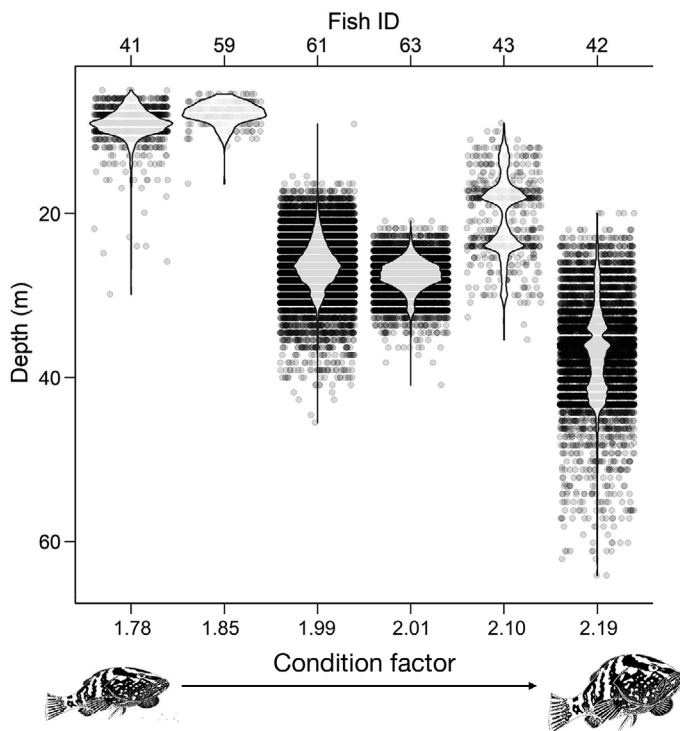 Fish ID
41 59 61 63 43 42
Depth (m)
20
40
60
1.78 1.85 1.99 2.01 2.10 2.19
Condition factor